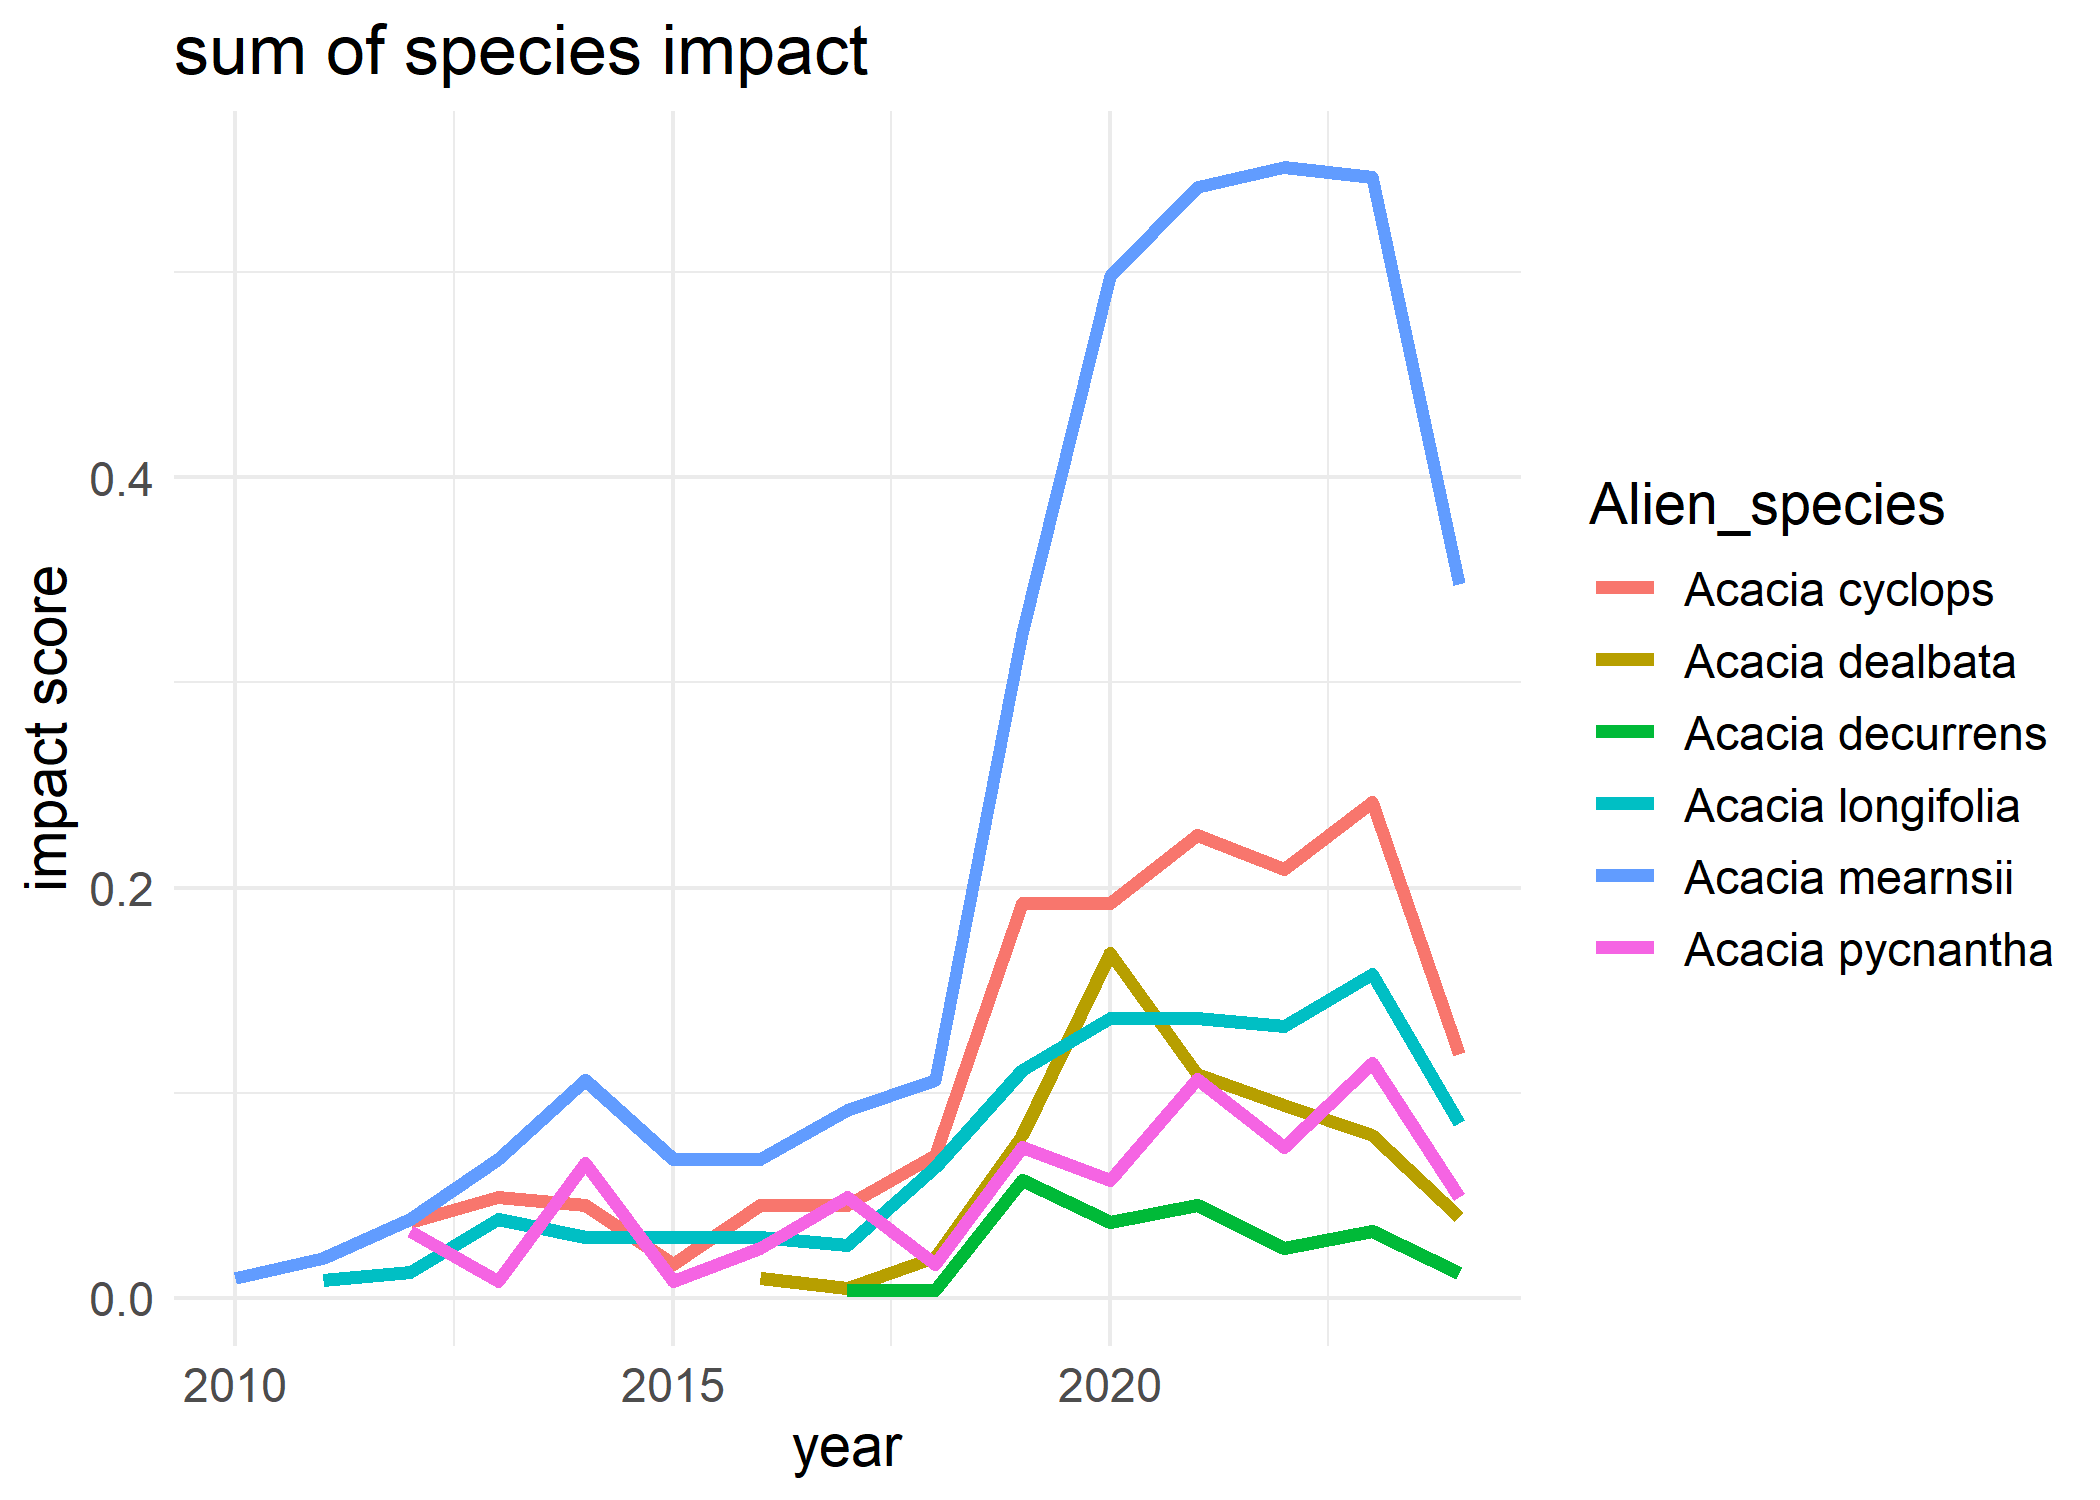 sum of species impact
impact score
0.4
0.2
0.0
2010 2015 2020
year
Alien_species
Acacia cyclops
Acacia dealbata
Acacia decurrens
Acacia longifolia
Acacia mearnsii
Acacia pycnantha